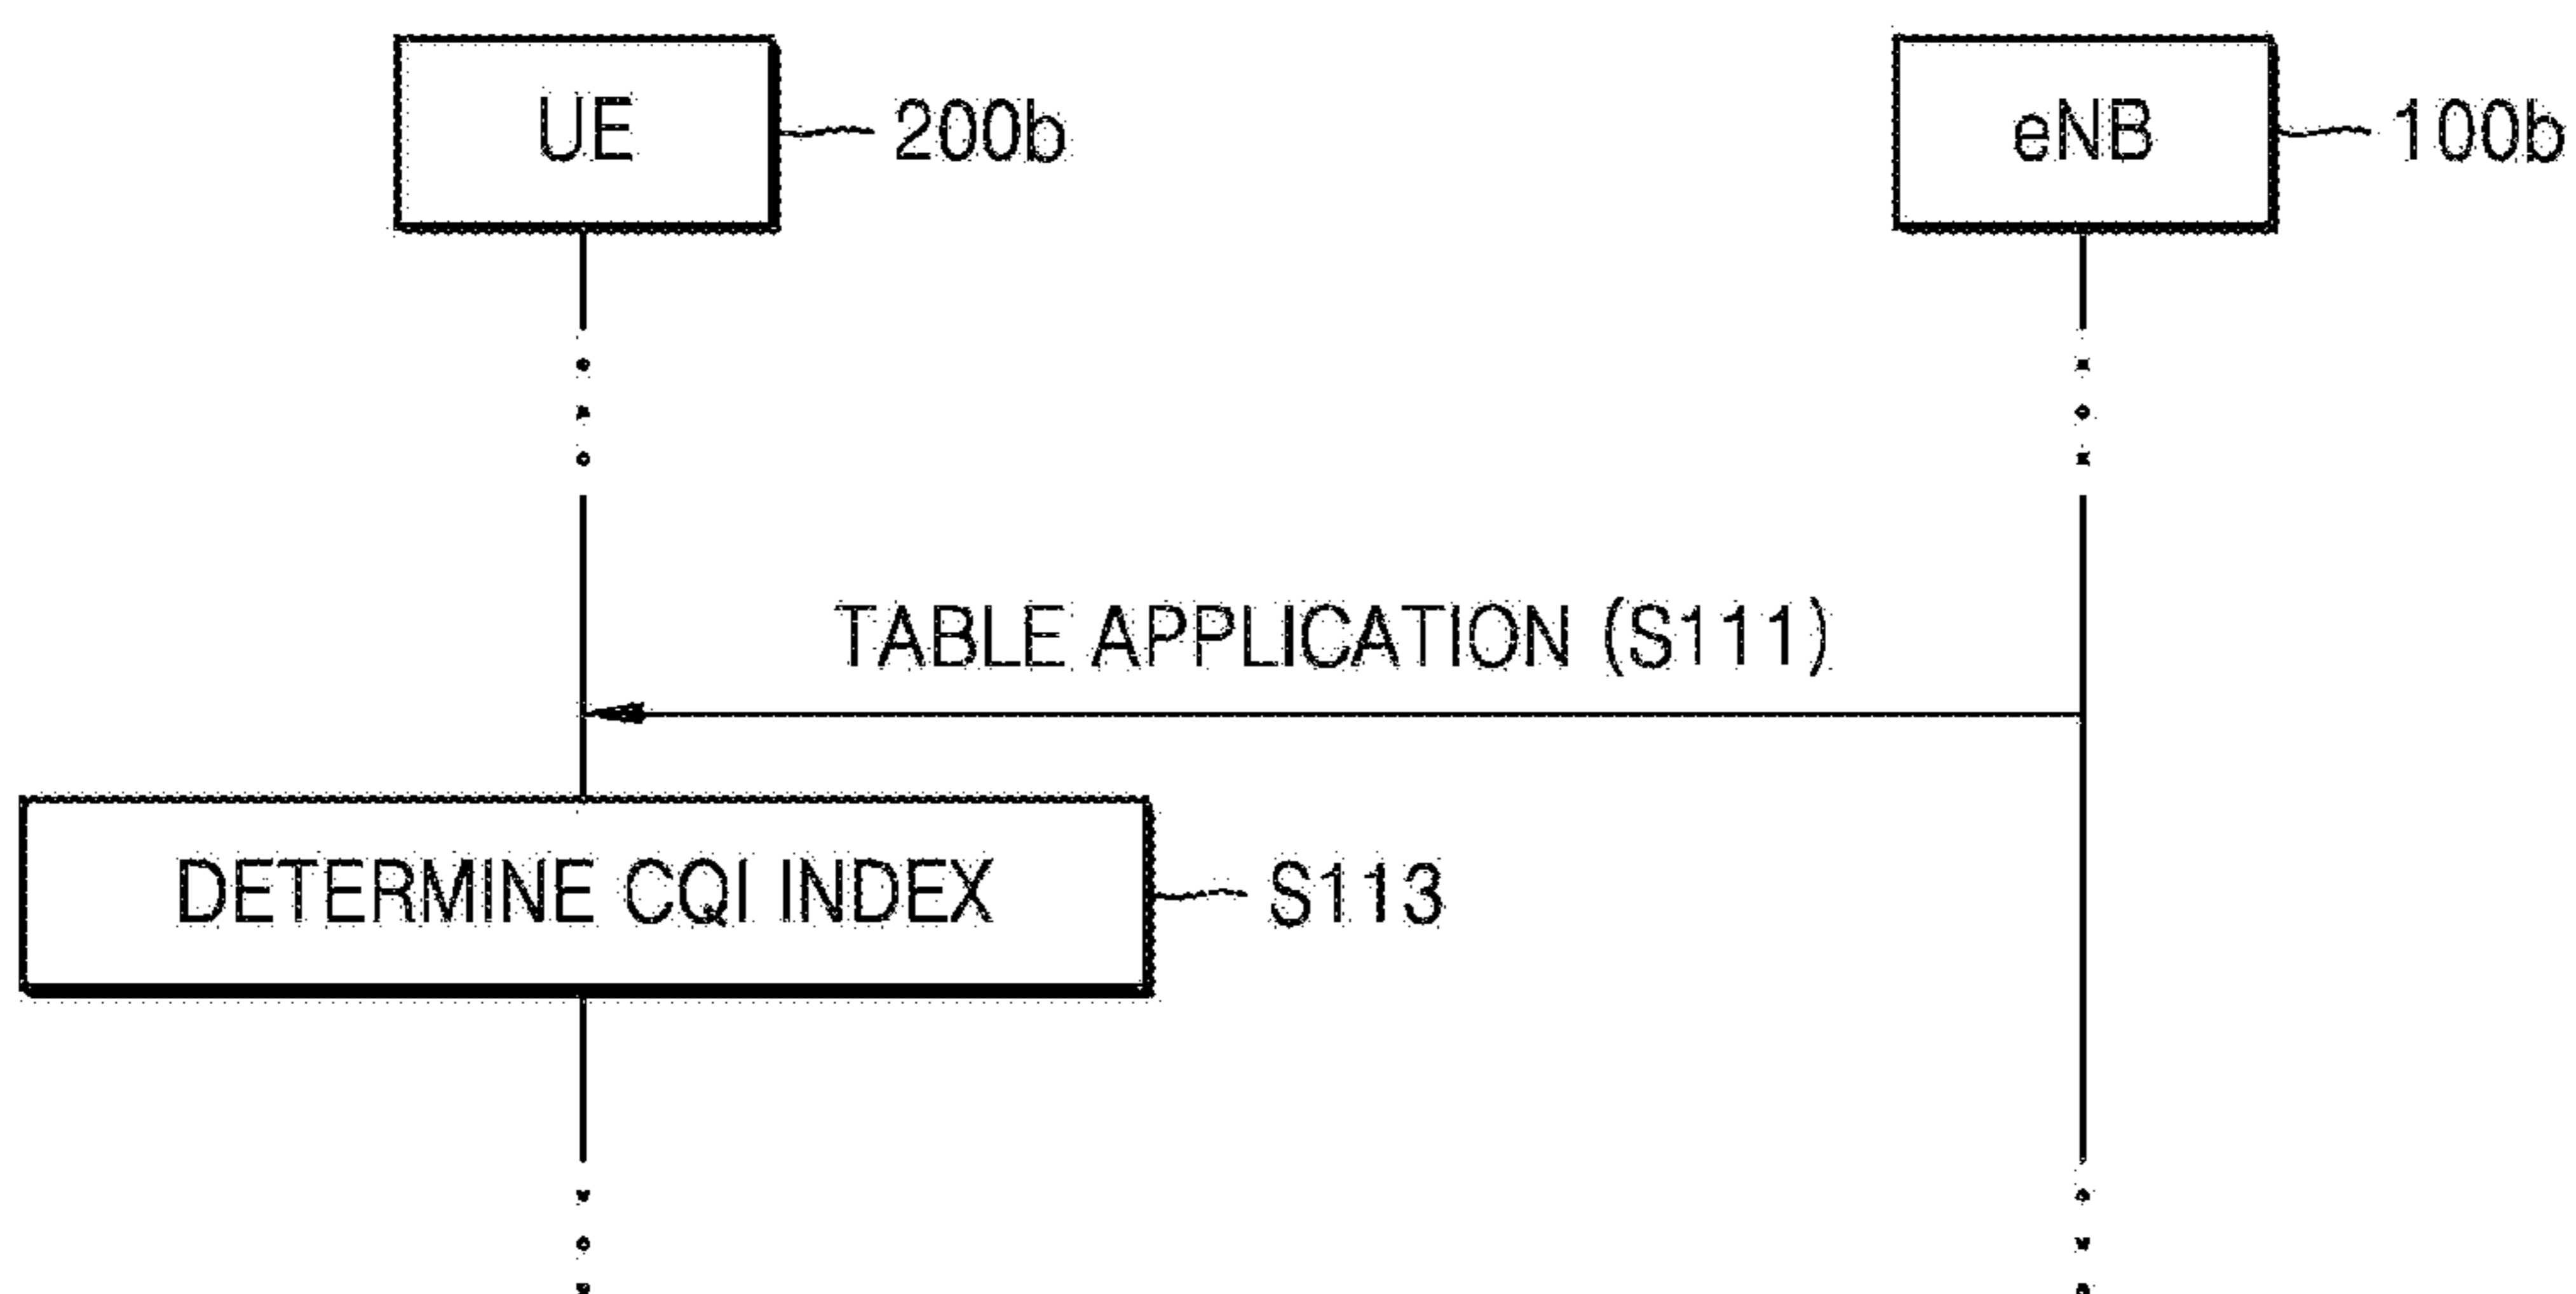 UE
200b
eNB
100b
TABLE APPLICATION (S111)
DETERMINE CQI INDEX
S113